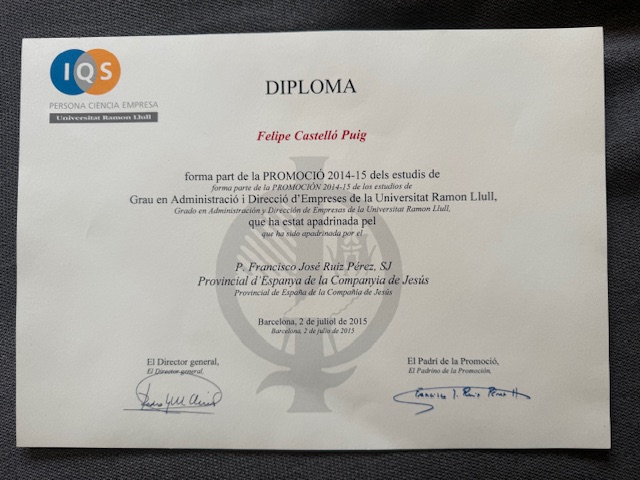 IQS
PERSONA CIÈNCIA EMPRESA
Universitat Ramon Llull
DIPLOMA
Felipe Castelló Puig
forma part de la PROMOCIÓ 2014-15 dels estudis de
forma parte de la PROMOCIÓN 2014-15 de los estudios de
Grau en Administració i Direcció d'Empreses de la Universitat Ramon Llull,
Grado en Administración y Dirección de Empresas de la Universitat Ramon Llull,
que ha estat apadrinada pel
que ha sido apadrinada por el
P. Francisco José Ruiz Pérez, SJ
Provincial d'Espanya de la Companyia de Jesús
Provincial de España de la Compañía de Jesús
Barcelona, 2 de juliol de 2015
Barcelona, 2 de julio de 2015
El Director general,
El Director general,
El Padrí de la Promoció,
El Padrino de la Promoción,
Francisco J. Ruiz Pérez